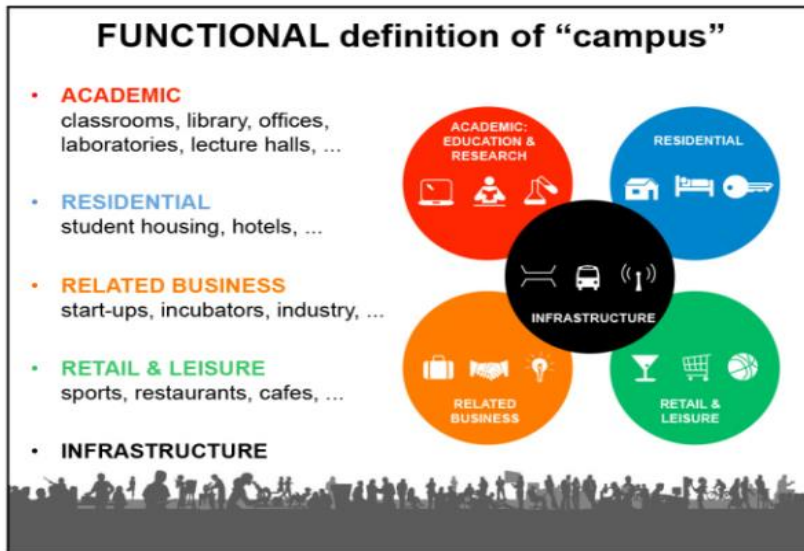 FUNCTIONAL definition of “campus”
• ACADEMIC
classrooms, library, offices,
laboratories, lecture halls, ...
• RESIDENTIAL
student housing, hotels, ...
• RELATED BUSINESS
start-ups, incubators, industry, ...
• RETAIL & LEISURE
sports, restaurants, cafes, ...
• INFRASTRUCTURE
ACADEMIC:
EDUCATION &
RESEARCH
RESIDENTIAL
INFRASTRUCTURE
RELATED
BUSINESS
RETAIL &
LEISURE